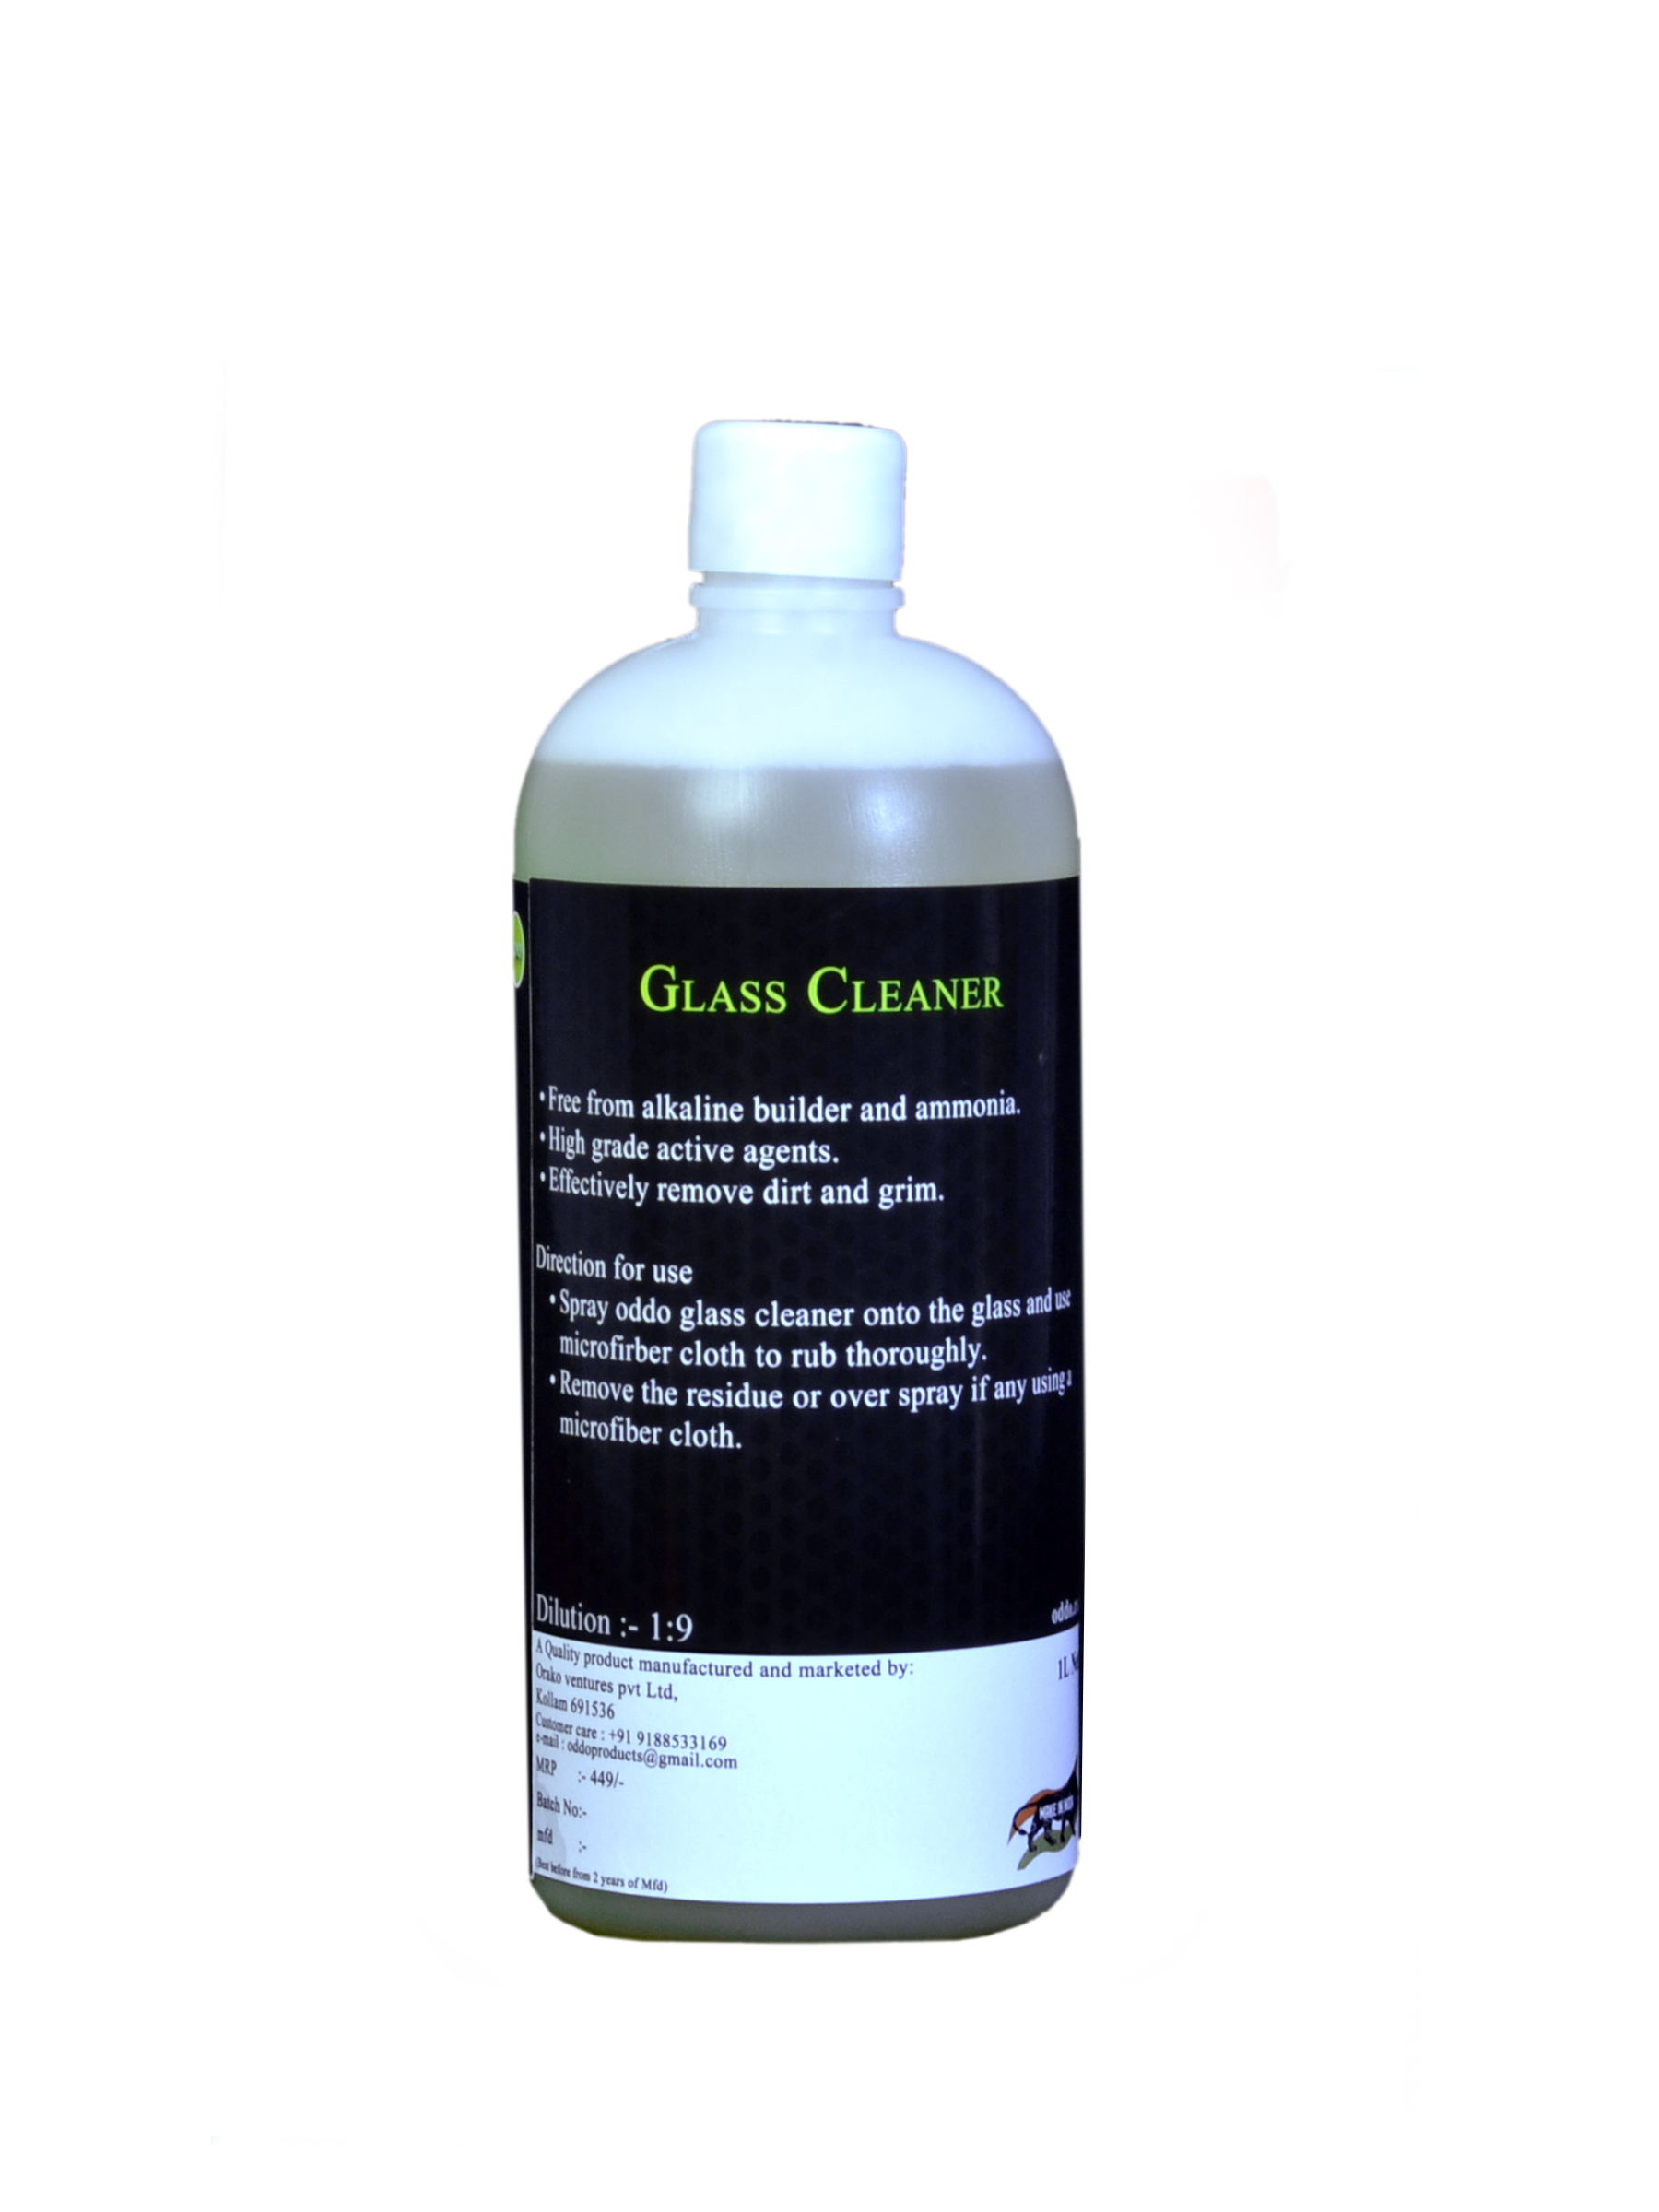 GLASS CLEANER
• Free from alkaline builder and ammonia.
• High grade active agents.
• Effectively remove dirt and grim.
Direction for use
• Spray oddo glass cleaner onto the glass and use
microfirber cloth to rub thoroughly.
• Remove the residue or over spray if any using a
microfiber cloth.
Dilution :- 1:9
A Quality product manufactured and marketed by:
1L
Orako ventures pvt Ltd,
Kollam 691536
Customer care : +91 9188533169
e-mail : oddoproducts@gmail.com
MRP :- 449/-
Batch No:-
MAKE IN INDIA
mfd :-
(Best before from 2 years of Mfd)